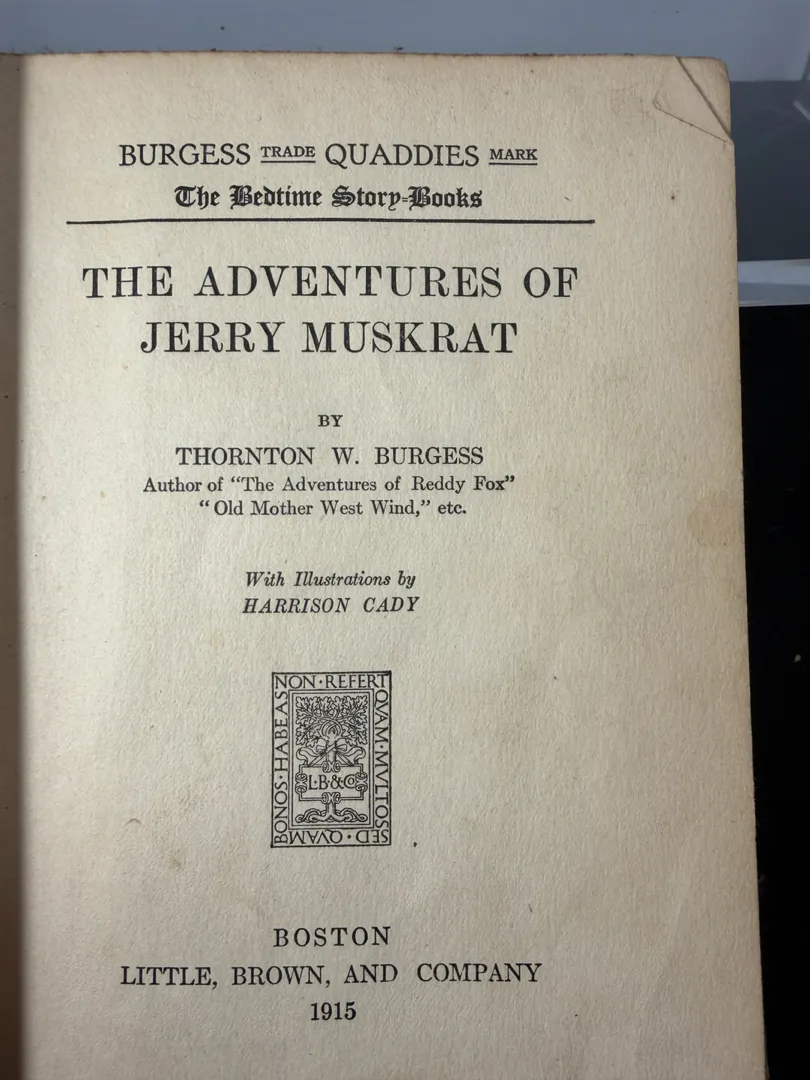 BURGESS TRADE QUADDIES MARK
The Bedtime Story-Books
THE ADVENTURES OF
JERRY MUSKRAT
BY
THORNTON W. BURGESS
Author of "The Adventures of Reddy Fox"
"Old Mother West Wind," etc.
With Illustrations by
HARRISON CADY
NON·REFERT
QVAM·MVLTOS
SED·QVAM
BONOS·HABEAS
L·B·&Co
BOSTON
LITTLE, BROWN, AND COMPANY
1915